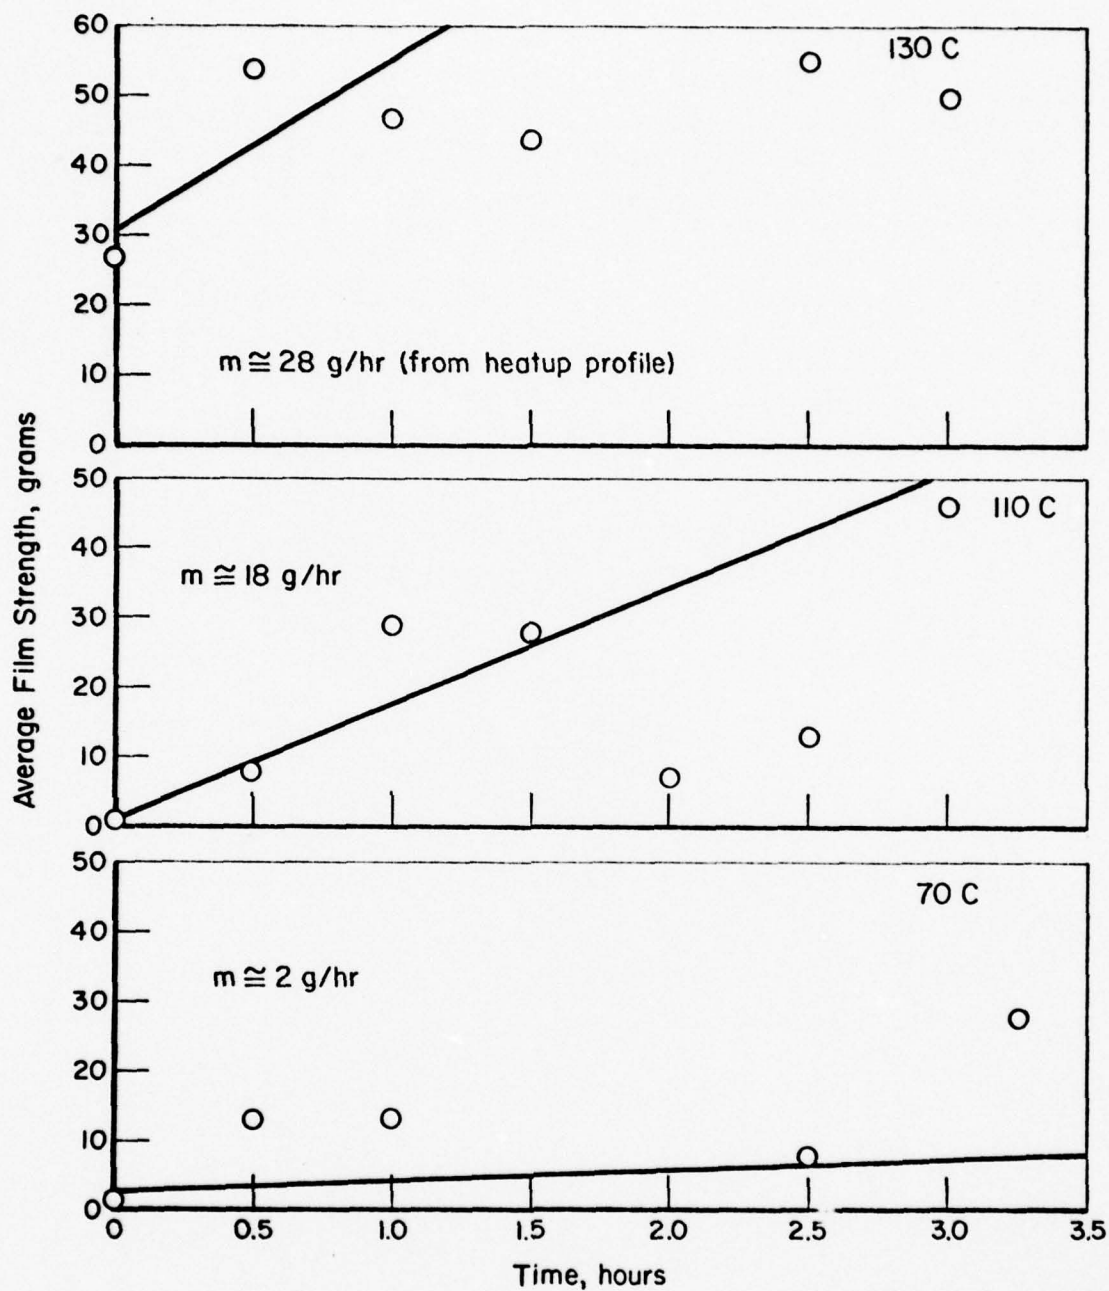 60
130 C
50
40
30
20
m ≅ 28 g/hr (from heatup profile)
10
0
Average Film Strength, grams
50
110 C
40
m ≅ 18 g/hr
30
20
10
0
50
70 C
40
m ≅ 2 g/hr
30
20
10
0
0 0.5 1.0 1.5 2.0 2.5 3.0 3.5
Time, hours